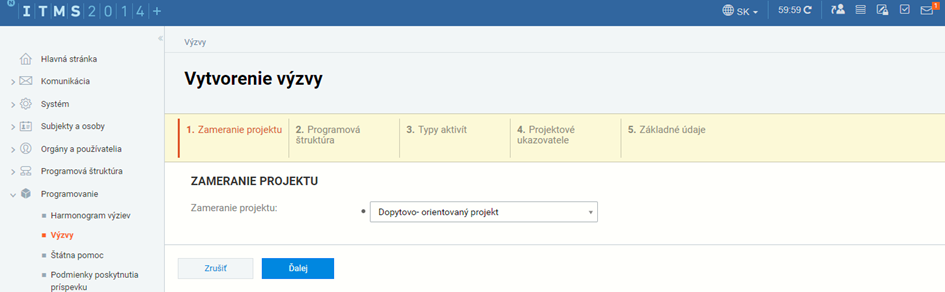 ITMS2014+
SK
59:59
1
Výzvy
Hlavná stránka
Komunikácia
Systém
Subjekty a osoby
Orgány a používatelia
Programová štruktúra
Programovanie
Harmonogram výziev
Výzvy
Štátna pomoc
Podmienky poskytnutia
príspevku
Vytvorenie výzvy
1. Zameranie projektu
2. Programová
štruktúra
3. Typy aktivít
4. Projektové
ukazovatele
5. Základné údaje
ZAMERANIE PROJEKTU
Zameranie projektu:
Dopytovo- orientovaný projekt
Zrušiť
Ďalej